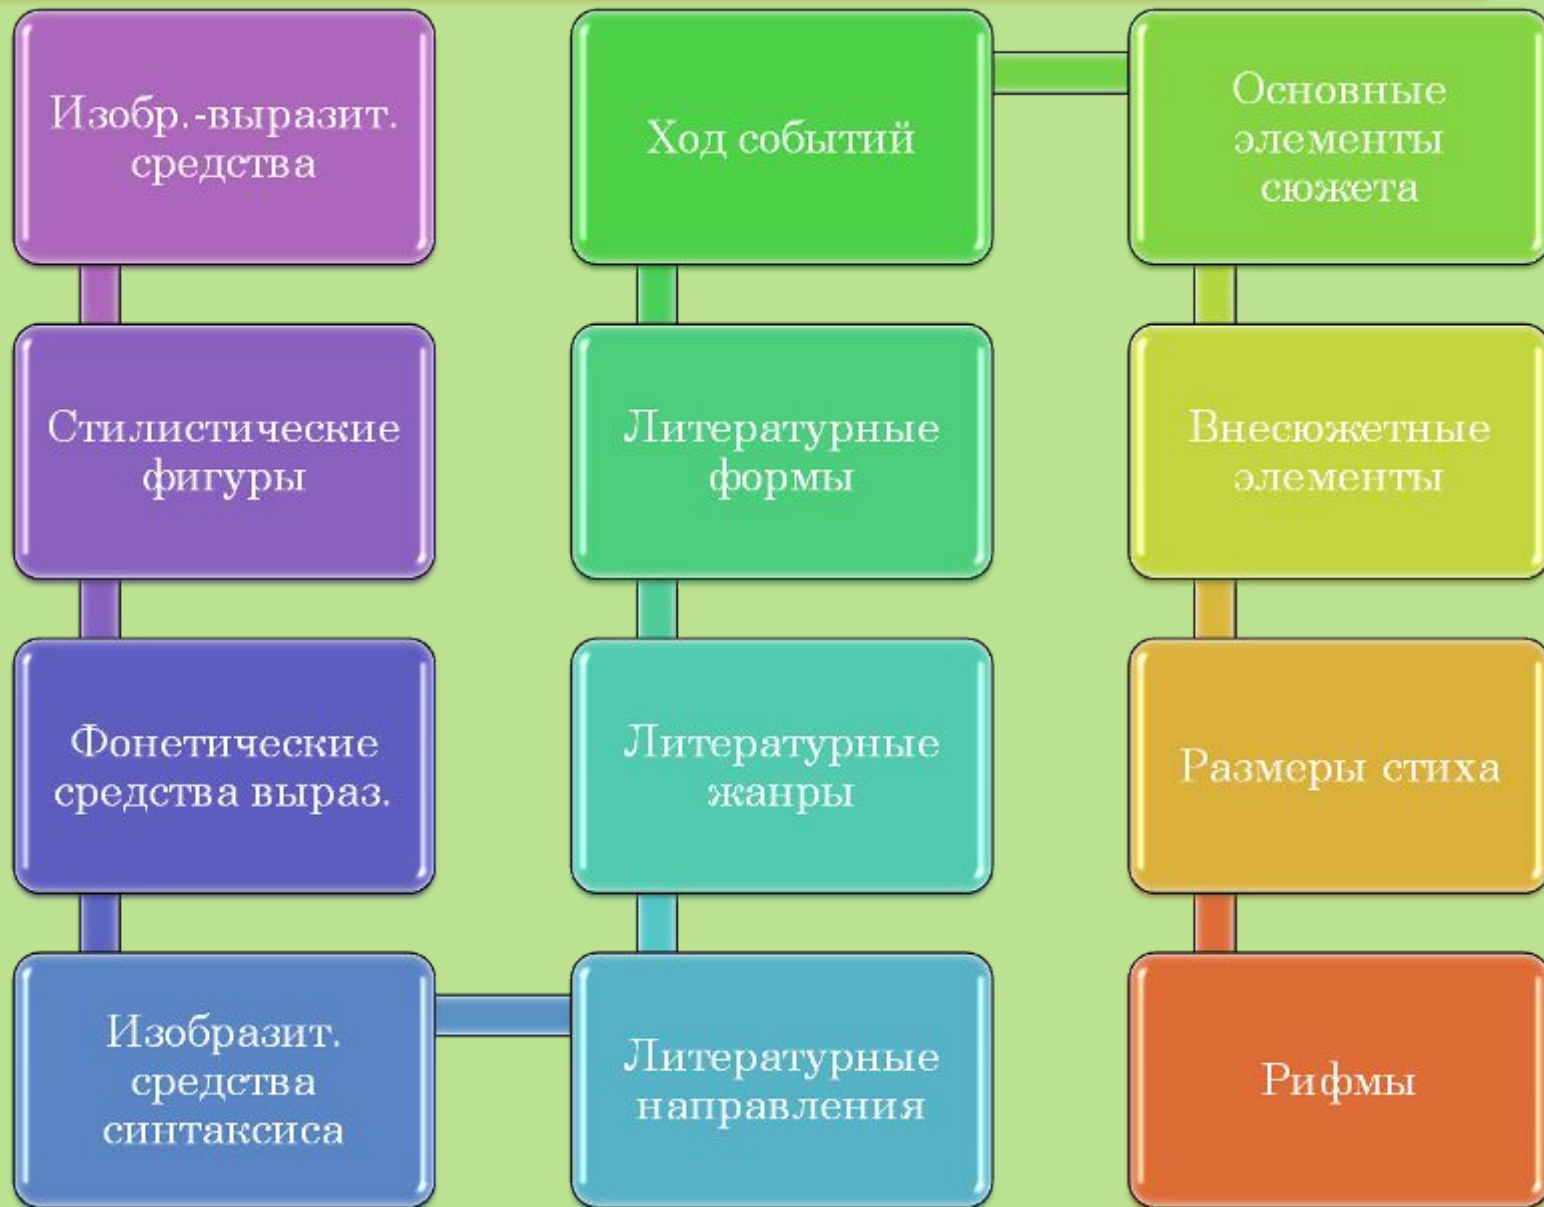 Изобр.-выразит.
средства
Стилистические
фигуры
Фонетические
средства выраз.
Изобразит.
средства
синтаксиса
Литературные
направления
Литературные
жанры
Литературные
формы
Ход событий
Основные
элементы
сюжета
Внесюжетные
элементы
Размеры стиха
Рифмы